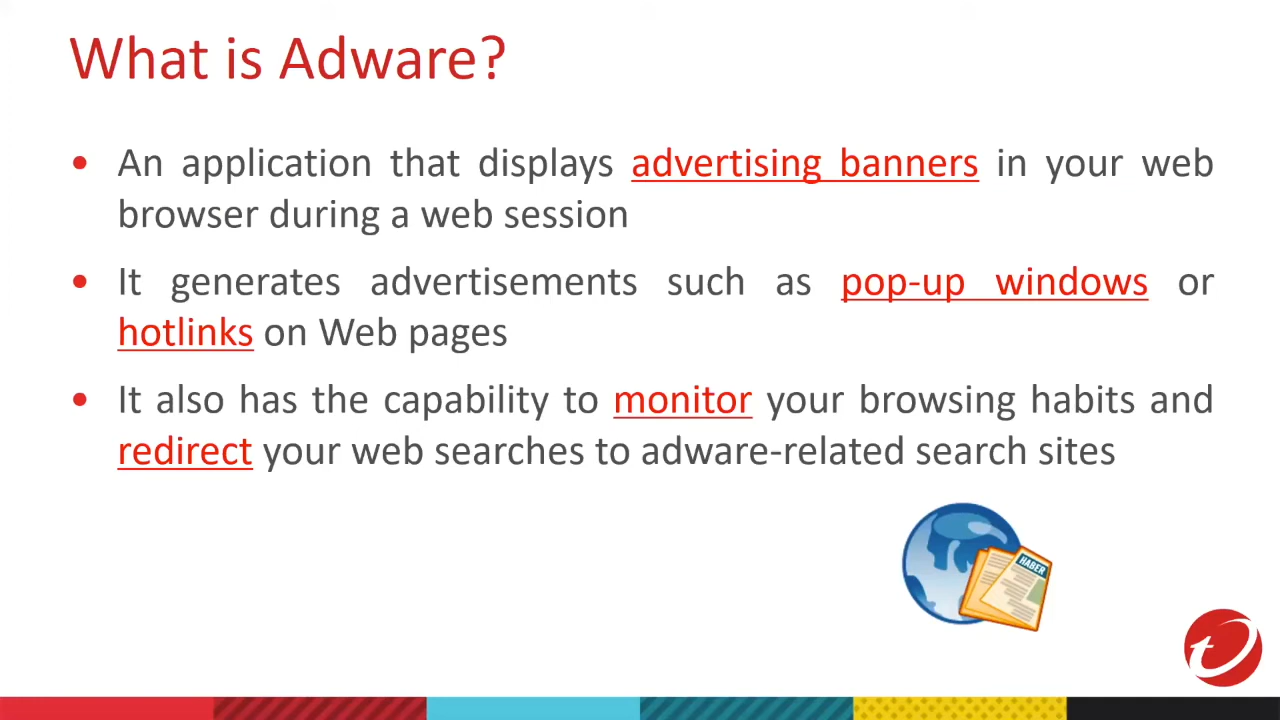 What is Adware?
• An application that displays advertising banners in your web
browser during a web session
• It generates advertisements such as pop-up windows or
hotlinks on Web pages
• It also has the capability to monitor your browsing habits and
redirect your web searches to adware-related search sites
HABER